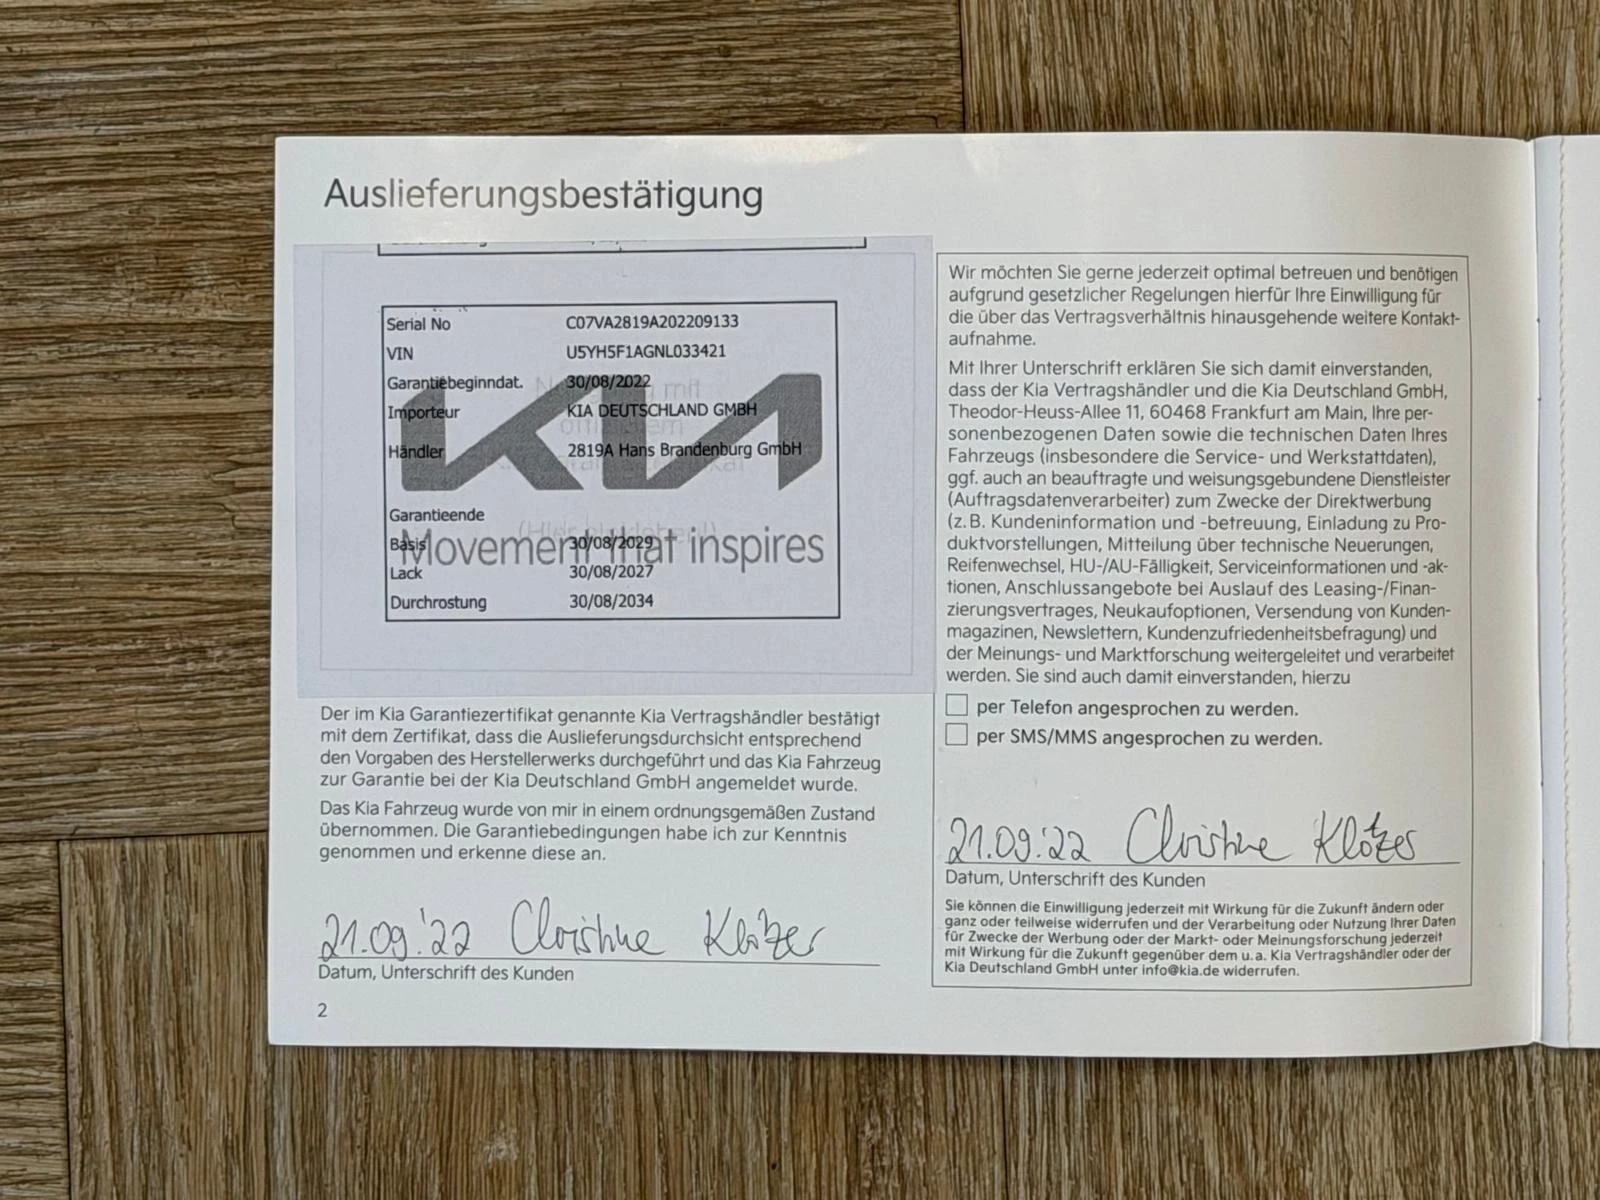 Auslieferungsbestätigung
Serial No C07VA2819A202209133
VIN U5YH5F1AGNL033421
Garantiebeginndat. 30/08/2022
Importeur KIA DEUTSCHLAND GMBH
Händler 2819A Hans Brandenburg GmbH
KIA
Garantieende
Movement that inspires
Basis 30/08/2029
Lack 30/08/2027
Durchrostung 30/08/2034
Der im Kia Garantiezertifikat genannte Kia Vertragshändler bestätigt
mit dem Zertifikat, dass die Auslieferungsdurchsicht entsprechend
den Vorgaben des Herstellerwerks durchgeführt und das Kia Fahrzeug
zur Garantie bei der Kia Deutschland GmbH angemeldet wurde.
Das Kia Fahrzeug wurde von mir in einem ordnungsgemäßen Zustand
übernommen. Die Garantiebedingungen habe ich zur Kenntnis
genommen und erkenne diese an.
21.09.'22 Christine Klötzer
Datum, Unterschrift des Kunden
2
Wir möchten Sie gerne jederzeit optimal betreuen und benötigen
aufgrund gesetzlicher Regelungen hierfür Ihre Einwilligung für
die über das Vertragsverhältnis hinausgehende weitere Kontakt-
aufnahme.
Mit Ihrer Unterschrift erklären Sie sich damit einverstanden,
dass der Kia Vertragshändler und die Kia Deutschland GmbH,
Theodor-Heuss-Allee 11, 60468 Frankfurt am Main, Ihre per-
sonenbezogenen Daten sowie die technischen Daten Ihres
Fahrzeugs (insbesondere die Service- und Werkstattdaten),
ggf. auch an beauftragte und weisungsgebundene Dienstleister
(Auftragsdatenverarbeiter) zum Zwecke der Direktwerbung
(z. B. Kundeninformation und -betreuung, Einladung zu Pro-
duktvorstellungen, Mitteilung über technische Neuerungen,
Reifenwechsel, HU-/AU-Fälligkeit, Serviceinformationen und -ak-
tionen, Anschlussangebote bei Auslauf des Leasing-/Finan-
zierungsvertrages, Neukaufoptionen, Versendung von Kunden-
magazinen, Newslettern, Kundenzufriedenheitsbefragung) und
der Meinungs- und Marktforschung weitergeleitet und verarbeitet
werden. Sie sind auch damit einverstanden, hierzu
per Telefon angesprochen zu werden.
per SMS/MMS angesprochen zu werden.
21.09.'22 Christine Klötzer
Datum, Unterschrift des Kunden
Sie können die Einwilligung jederzeit mit Wirkung für die Zukunft ändern oder
ganz oder teilweise widerrufen und der Verarbeitung oder Nutzung Ihrer Daten
für Zwecke der Werbung oder der Markt- oder Meinungsforschung jederzeit
mit Wirkung für die Zukunft gegenüber dem u. a. Kia Vertragshändler oder der
Kia Deutschland GmbH unter info@kia.de widerrufen.